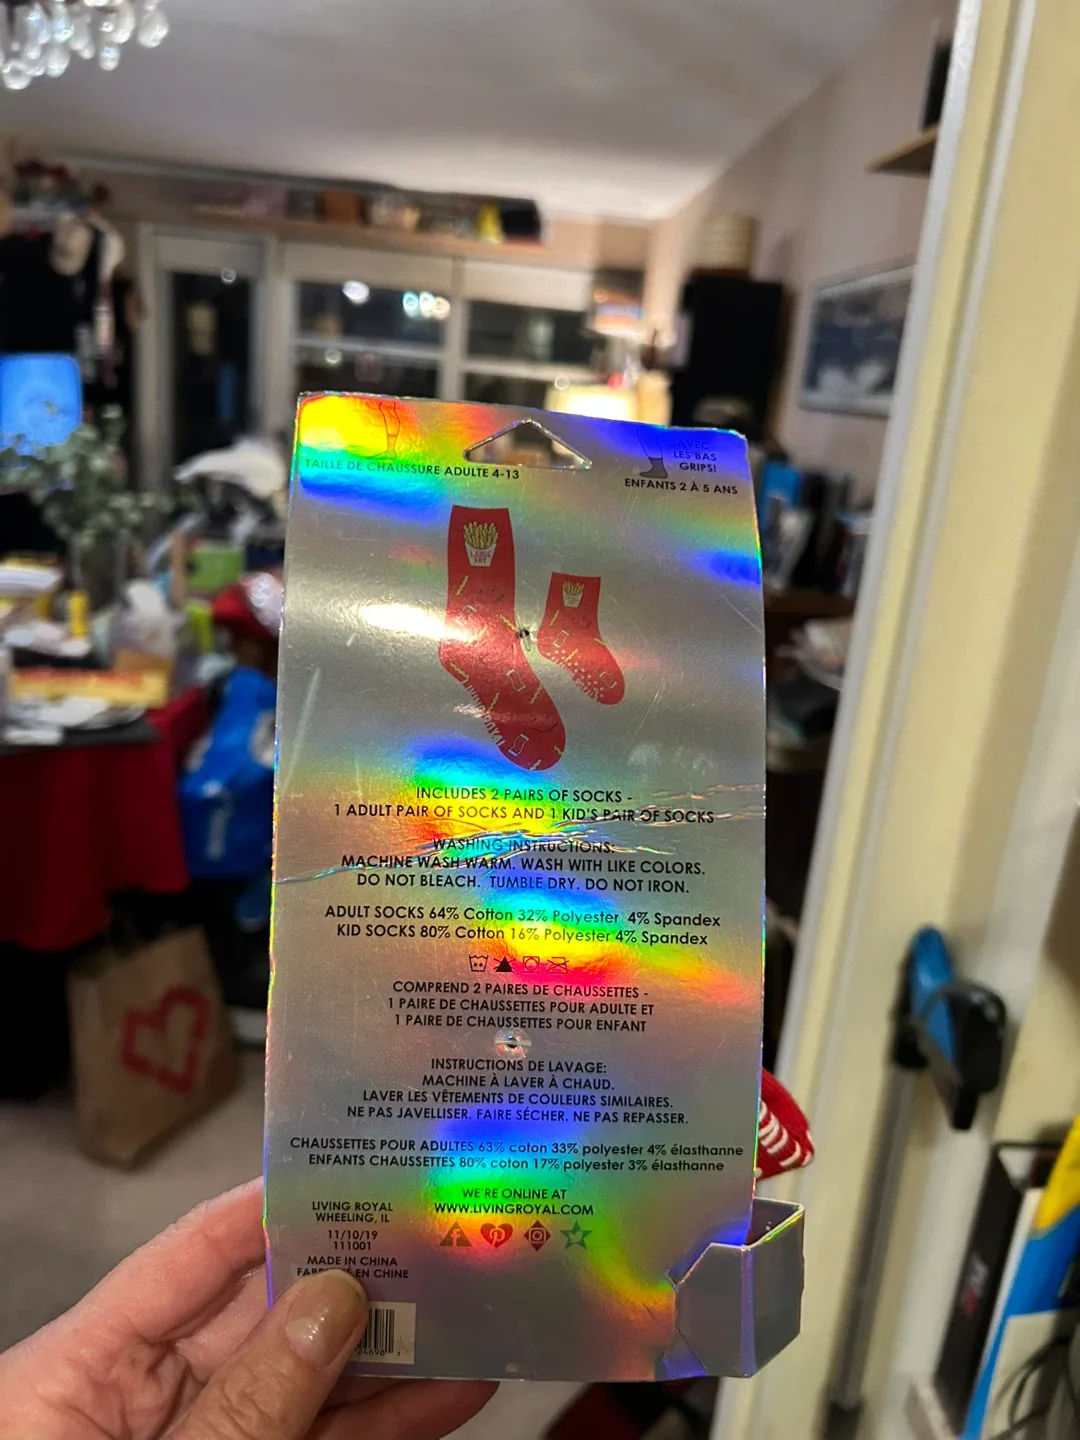 TAILLE DE CHAUSSURE ADULTE 4-13
AVEC
LES BAS
GRIPS!
ENFANTS 2 À 5 ANS
LARGE
FRY
LIVING ROYAL
INCLUDES 2 PAIRS OF SOCKS -
1 ADULT PAIR OF SOCKS AND 1 KID'S PAIR OF SOCKS
WASHING INSTRUCTIONS:
MACHINE WASH WARM. WASH WITH LIKE COLORS.
DO NOT BLEACH. TUMBLE DRY. DO NOT IRON.
ADULT SOCKS 64% Cotton 32% Polyester 4% Spandex
KID SOCKS 80% Cotton 16% Polyester 4% Spandex
COMPREND 2 PAIRES DE CHAUSSETTES -
1 PAIRE DE CHAUSSETTES POUR ADULTE ET
1 PAIRE DE CHAUSSETTES POUR ENFANT
INSTRUCTIONS DE LAVAGE:
MACHINE À LAVER À CHAUD.
LAVER LES VÊTEMENTS DE COULEURS SIMILAIRES.
NE PAS JAVELLISER. FAIRE SÉCHER. NE PAS REPASSER.
CHAUSSETTES POUR ADULTES 63% coton 33% polyester 4% élasthanne
ENFANTS CHAUSSETTES 80% coton 17% polyester 3% élasthanne
WE'RE ONLINE AT
WWW.LIVINGROYAL.COM
LIVING ROYAL
WHEELING, IL
11/10/19
111001
MADE IN CHINA
EN CHINE